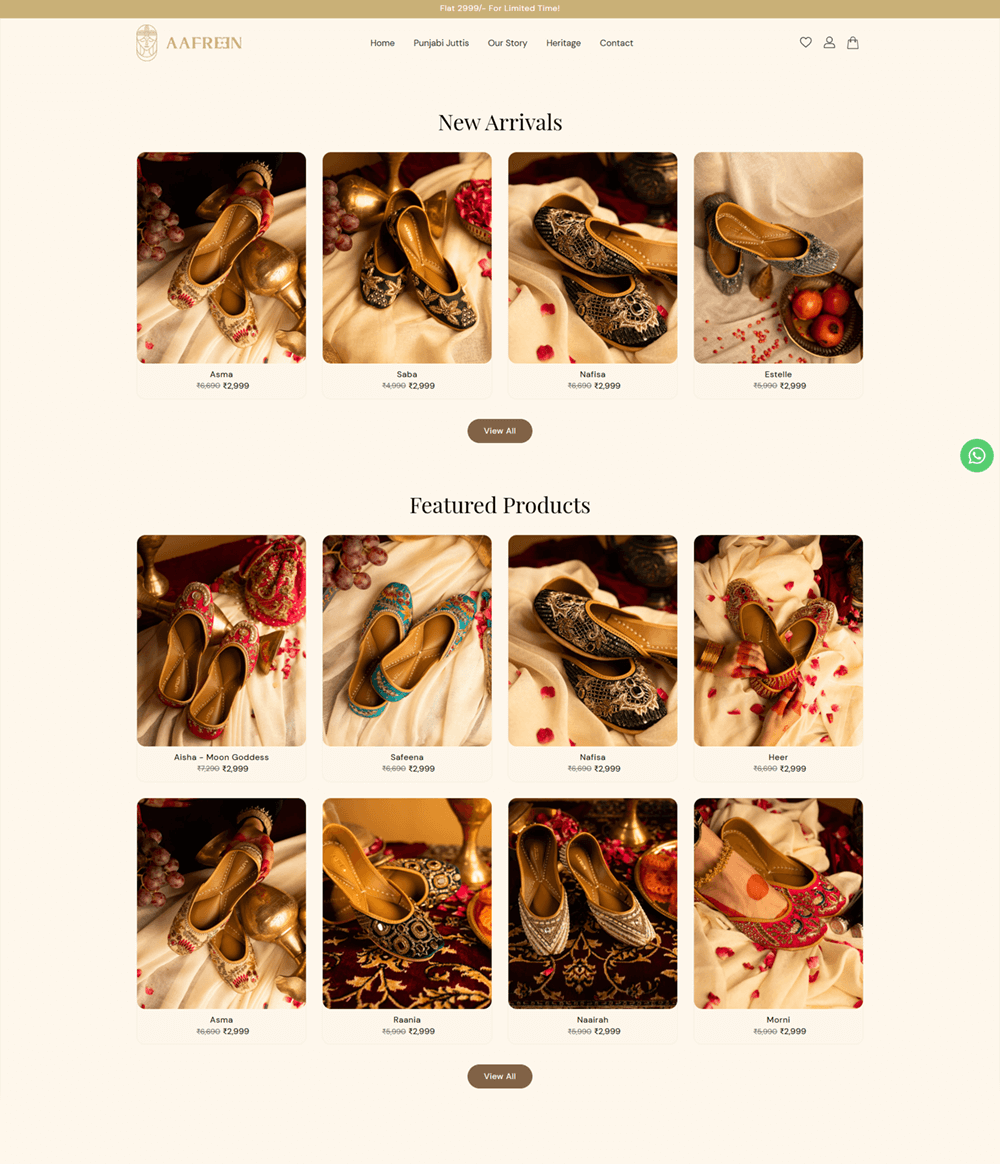 Flat 2999/- For Limited Time!
AAFREEN
Home Punjabi Juttis Our Story Heritage Contact
New Arrivals
Asma
₹6,690 ₹2,999
Saba
₹4,990 ₹2,999
Nafisa
₹6,690 ₹2,999
Estelle
₹5,990 ₹2,999
View All
Featured Products
Aisha - Moon Goddess
₹7,290 ₹2,999
Safeena
₹6,690 ₹2,999
Nafisa
₹6,690 ₹2,999
Heer
₹6,690 ₹2,999
Asma
₹6,690 ₹2,999
Raania
₹5,990 ₹2,999
Naairah
₹5,990 ₹2,999
Morni
₹5,990 ₹2,999
View All